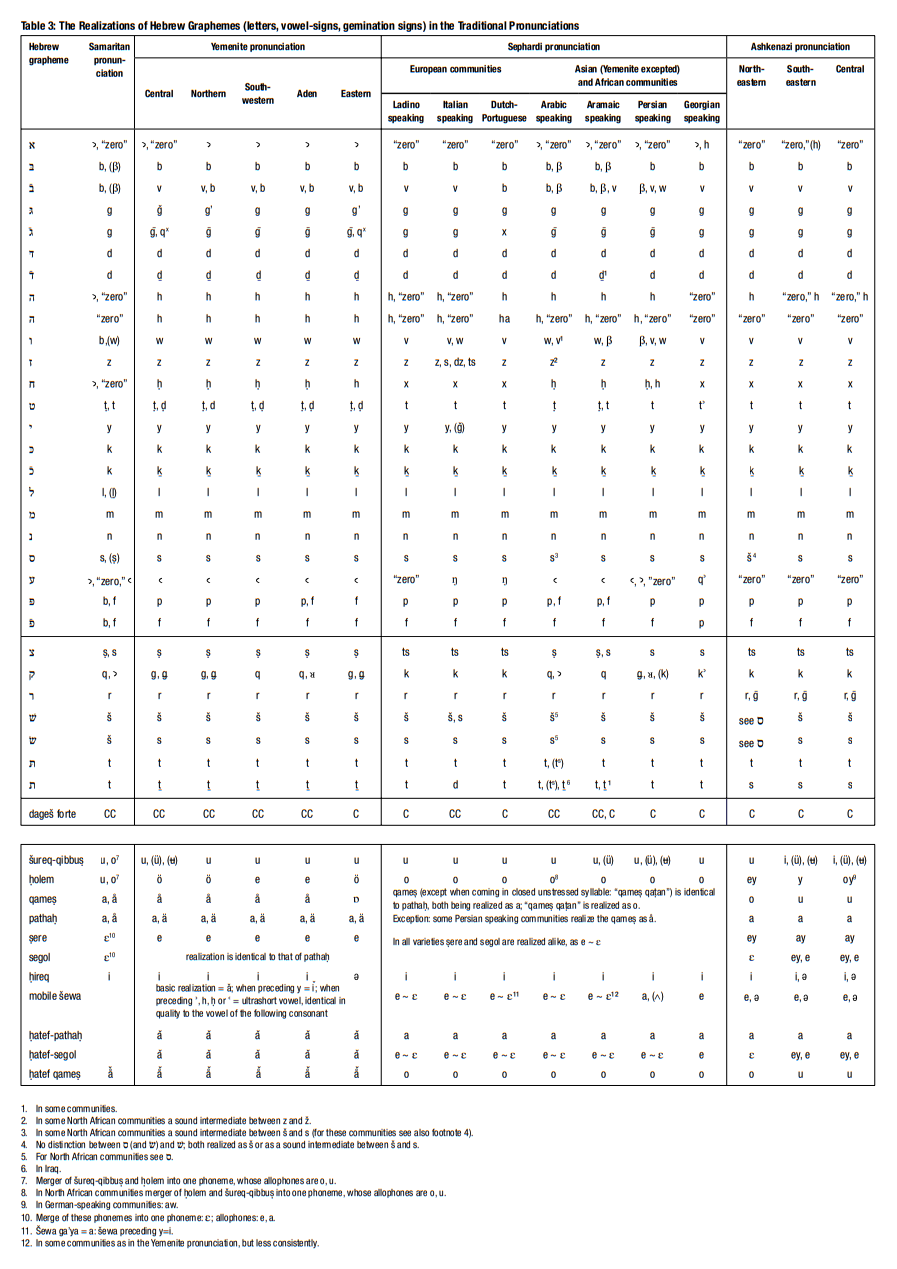 Table 3: The Realizations of Hebrew Graphemes (letters, vowel-signs, gemination signs) in the Traditional Pronunciations
Hebrew grapheme Samaritan pronun-ciation Yemenite pronunciation Sephardi pronunciation Ashkenazi pronunciation
European communities Asian (Yemenite excepted) and African communities
Central Northern South-western Aden Eastern Ladino speaking Italian speaking Dutch-Portuguese Arabic speaking Aramaic speaking Persian speaking Georgian speaking North-eastern South-eastern Central
א ɔ, “zero” ɔ, “zero” ɔ ɔ ɔ ɔ “zero” “zero” “zero” ɔ, “zero” ɔ, “zero” ɔ, “zero” ɔ, h “zero” “zero,”(h) “zero”
בּ b, (β) b b b b b b b b b, β b, β b b b b b
ב b, (β) v v, b v, b v, b v, b v v b b, β b, β, v β, v, w v v v v
ג g ğ g' g g g' g g g g g g g g g g
ג g ḡ, qˣ ḡ ḡ ḡ ḡ, qˣ g g x ḡ ḡ ḡ g g g g
ד d d d d d d d d d d d d d d d d
ד d ḏ ḏ ḏ ḏ ḏ d d d d ḏ¹ d d d d d
ה ɔ, “zero” h h h h h h, “zero” h, “zero” h h h h “zero” h “zero,” h “zero,” h
ה “zero” h h h h h h, “zero” h, “zero” ha h, “zero” h, “zero” h, “zero” “zero” “zero” “zero” “zero”
ו b,(w) w w w w w v v, w v w, v¹ w, β β, v, w v v v v
ז z z z z z z z z, s, dz, ts z z² z z z z z z
ח ɔ, “zero” ḥ ḥ ḥ ḥ h x x x ḥ ḥ ḥ, h x x x x
ט ṭ, t ṭ, ḍ ṭ, d ṭ, ḍ ṭ, ḍ ṭ, ḍ t t t ṭ ṭ, t t tʾ t t t
י y y y y y y y y, (ğ) y y y y y y y y
כּ k k k k k k k k k k k k k k k k
כ k ḵ ḵ ḵ ḵ ḵ ḵ ḵ ḵ ḵ ḵ ḵ ḵ ḵ ḵ ḵ
ל l, (ḷ) l l l l l l l l l l l l l l l
מ m m m m m m m m m m m m m m m m
נ n n n n n n n n n n n n n n n n
ס s, (ṣ) s s s s s s s s s³ s s s š⁴ s s
ע ɔ, “zero,” c c c c c c “zero” ŋ ŋ c c c, ɔ, ”zero” qʾ “zero” “zero” “zero”
פּ b, f p p p p, f f p p p p, f p, f p p p p p
פ b, f f f f f f f f f f f f p f f f
צ ṣ, s ṣ ṣ ṣ ṣ ṣ ts ts ts ṣ ṣ, s s s ts ts ts
ק q, ɔ g, g g, g q q, ʁ g, g k k k q, ɔ q g, ʁ, (k) kʾ k k k
ר r r r r r r r r r r r r r r, ḡ r, ḡ r, ḡ
שׁ š š š š š š š š, s š š⁵ š š š see ס š š
שׂ š s s s s s s s s s⁵ s s s see ס s s
ת t t t t t t t t t t, (tˢ) t t t t t t
ת t ṯ ṯ ṯ ṯ ṯ t d t t, (tˢ), ṯ⁶ t, ṯ¹ t t s s s
dageš forte CC CC CC CC CC CC C CC C CC CC, C C C C C C
šureq-qibbuṣ u, o⁷ u, (ü), (ʉ) u u u u u u u u u, (ü) u, (ü), (ʉ) u u i, (ü), (ʉ) i, (ü), (ʉ)
ḥolem u, o⁷ ö ö e e ö o o o o⁸ o o o ey y oy⁹
qameṣ a, å å å å å ɒ qameṣ (except when coming in closed unstressed syllable: “qameṣ qaṭan”) is identical to pathaḥ, both being realized as a; “qameṣ qaṭan” is realized as o. o u u
pathaḥ a, å a, ä a, ä a, ä a, ä a, ä Exception: some Persian speaking communities realize the qameṣ as å. a a a
ṣere ε¹⁰ e e e e e In all varieties ṣere and segol are realized alike, as e ~ ε ey ay ay
segol ε¹⁰ realization is identical to that of pathaḥ ε ey, e ey, e
ḥireq i i i i i ə i i i i i i i i i, ə i, ə
mobile šewa basic realization = ă; when preceding y = ĭ; when preceding ’, h, ḥ or ‘ = ultrashort vowel, identical in quality to the vowel of the following consonant e ~ ε e ~ ε e ~ ε¹¹ e ~ ε e ~ ε¹² a, (ʌ) e e, ə e, ə e, ə
ḥatef-pathaḥ ă ă ă ă ă a a a a a a a a a a
ḥatef-segol ă ă ă ă ă e ~ ε e ~ ε e ~ ε e ~ ε e ~ ε e ~ ε e ε ey, e ey, e
ḥatef qameṣ å̆ å̆ å̆ å̆ å̆ å̆ o o o o o o o o u u
1. In some communities.
2. In some North African communities a sound intermediate between z and ž.
3. In some North African communities a sound intermediate between š and s (for these communities see also footnote 4).
4. No distinction between ס (and שׂ) and שׁ; both realized as š or as a sound intermediate between š and s.
5. For North African communities see ס.
6. In Iraq.
7. Merger of šureq-qibbuṣ and ḥolem into one phoneme, whose allophones are o, u.
8. In North African communities merger of ḥolem and šureq-qibbuṣ into one phoneme, whose allophones are o, u.
9. In German-speaking communities: aw.
10. Merge of these phonemes into one phoneme: ε; allophones: e, a.
11. Šewa ga’ya = a: šewa preceding y=i.
12. In some communities as in the Yemenite pronunciation, but less consistently.